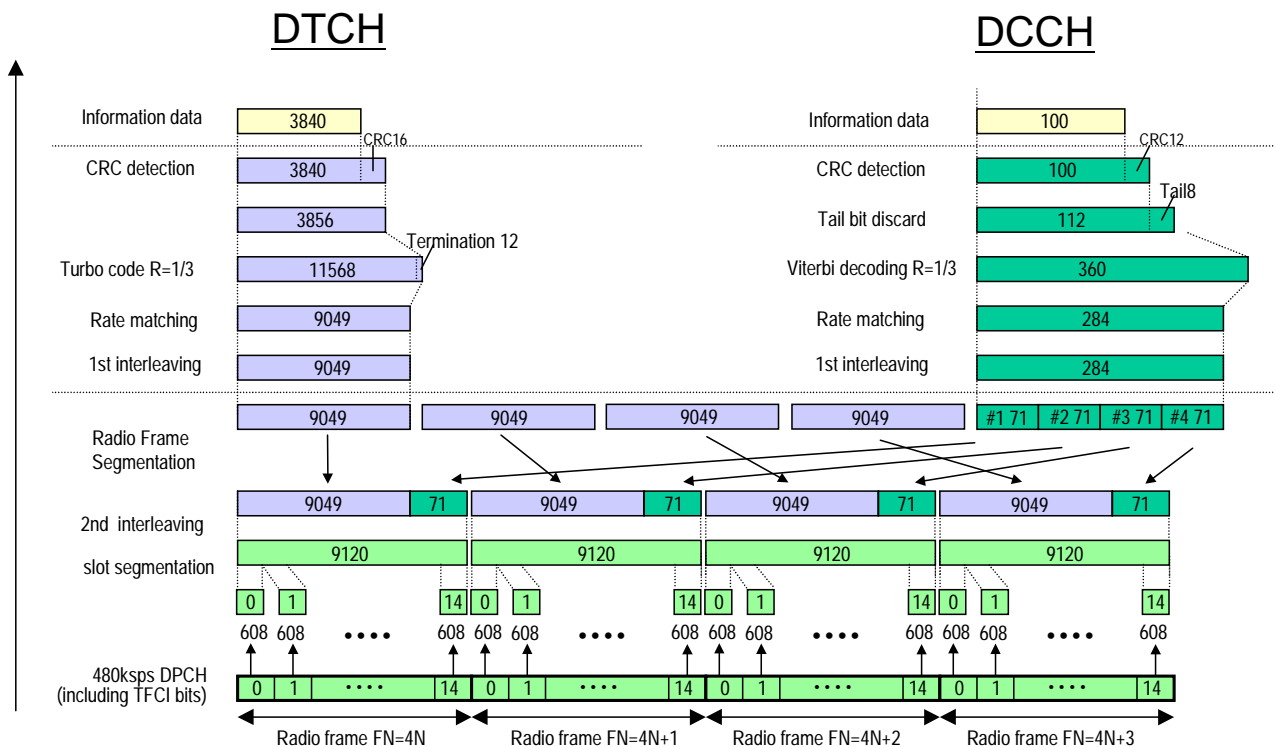 DTCH DCCH
Information data 3840 Information data 100
CRC16 CRC12
CRC detection 3840 CRC detection 100
Tail8
3856 Tail bit discard 112
Termination 12
Turbo code R=1/3 11568 Viterbi decoding R=1/3 360
Rate matching 9049 Rate matching 284
1st interleaving 9049 1st interleaving 284
9049 9049 9049 9049 #1 71 #2 71 #3 71 #4 71
Radio Frame
Segmentation
9049 71 9049 71 9049 71 9049 71
2nd interleaving
9120 9120 9120 9120
slot segmentation
0 1 14 0 1 14 0 1 14 0 1 14
608 608 •••• 608 608 608 •••• 608 608 608 •••• 608 608 608 •••• 608
480ksps DPCH
(including TFCI bits)
0 1 •••• 14 0 1 •••• 14 0 1 •••• 14 0 1 •••• 14
Radio frame FN=4N Radio frame FN=4N+1 Radio frame FN=4N+2 Radio frame FN=4N+3